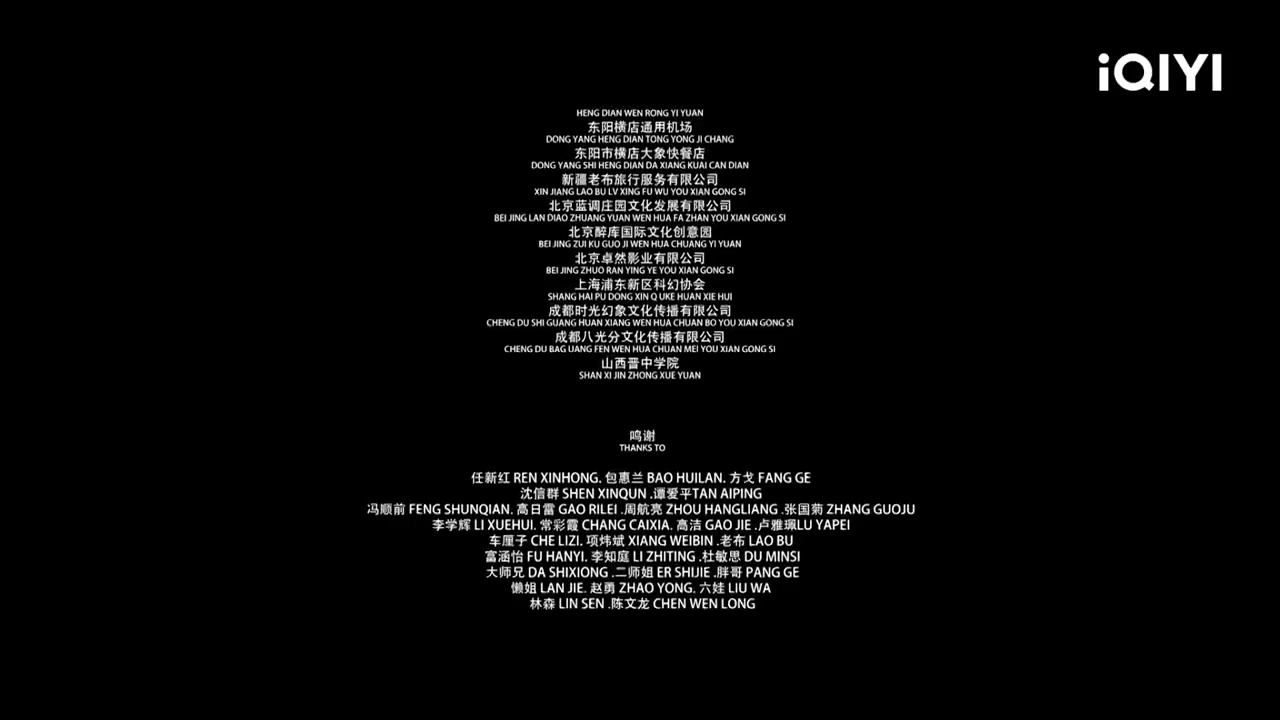 iQIYI
HENG DIAN WEN RONG YI YUAN
东阳横店通用机场
DONG YANG HENG DIAN TONG YONG JI CHANG
东阳市横店大象快餐店
DONG YANG SHI HENG DIAN DA XIANG KUAI CAN DIAN
新疆老布旅行服务有限公司
XIN JIANG LAO BU LV XING FU WU YOU XIAN GONG SI
北京蓝调庄园文化发展有限公司
BEI JING LAN DIAO ZHUANG YUAN WEN HUA FA ZHAN YOU XIAN GONG SI
北京醉库国际文化创意园
BEI JING ZUI KU GUO JI WEN HUA CHUANG YI YUAN
北京卓然影业有限公司
BEI JING ZHUO RAN YING YE YOU XIAN GONG SI
上海浦东新区科幻协会
SHANG HAI PU DONG XIN Q UKE HUAN XIE HUI
成都时光幻象文化传播有限公司
CHENG DU SHI GUANG HUAN XIANG WEN HUA CHUAN BO YOU XIAN GONG SI
成都八光分文化传播有限公司
CHENG DU BAG UANG FEN WEN HUA CHUAN MEI YOU XIAN GONG SI
山西晋中学院
SHAN XI JIN ZHONG XUE YUAN
鸣谢
THANKS TO
任新红 REN XINHONG. 包惠兰 BAO HUILAN. 方戈 FANG GE
沈信群 SHEN XINQUN .谭爱平TAN AIPING
冯顺前 FENG SHUNQIAN. 高日雷 GAO RILEI .周航亮 ZHOU HANGLIANG .张国菊 ZHANG GUOJU
李学辉 LI XUEHUI. 常彩霞 CHANG CAIXIA. 高洁 GAO JIE .卢雅珮LU YAPEI
车厘子 CHE LIZI. 项炜斌 XIANG WEIBIN .老布 LAO BU
富涵怡 FU HANYI. 李知庭 LI ZHITING .杜敏思 DU MINSI
大师兄 DA SHIXIONG .二师姐 ER SHIJIE .胖哥 PANG GE
懒姐 LAN JIE. 赵勇 ZHAO YONG. 六娃 LIU WA
林森 LIN SEN .陈文龙 CHEN WEN LONG